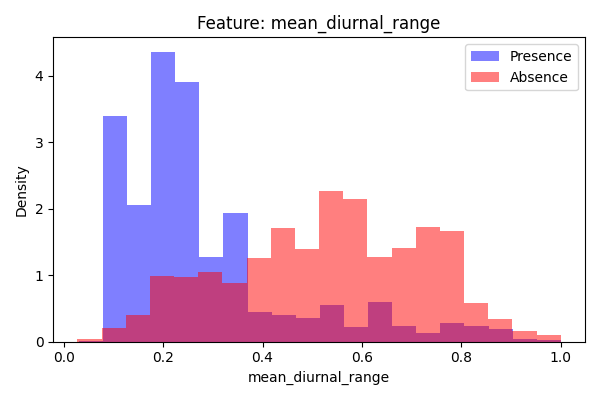 Feature: mean_diurnal_range
Presence
Absence
Density
4
3
2
1
0
0.0 0.2 0.4 0.6 0.8 1.0
mean_diurnal_range